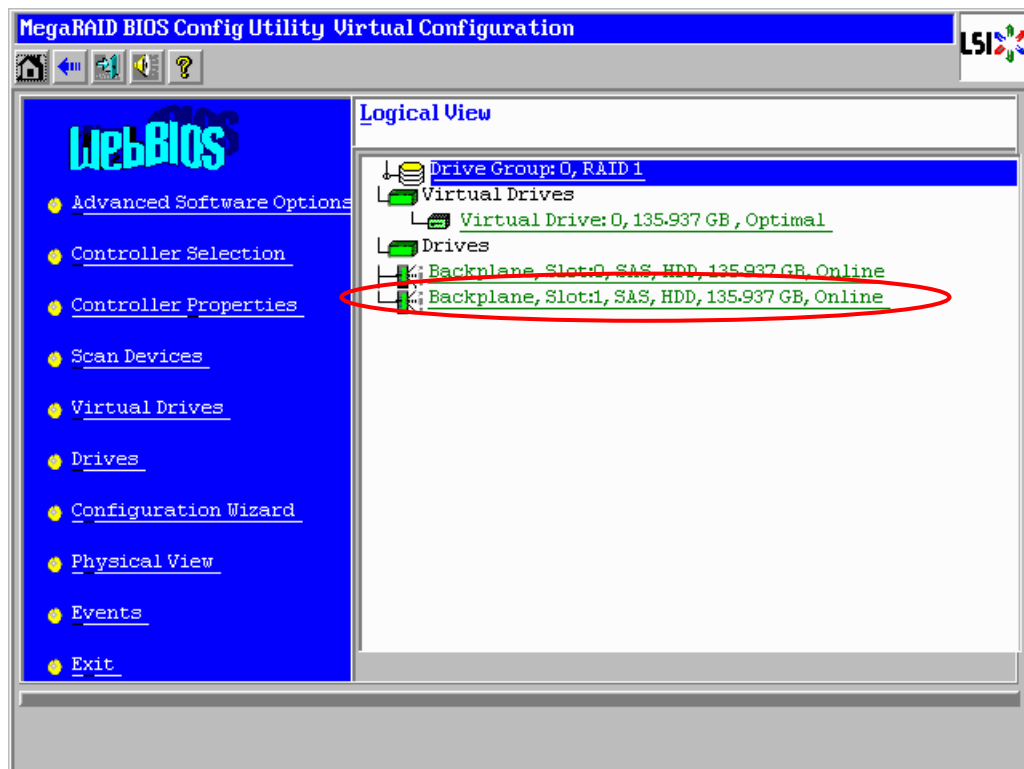 MegaRAID BIOS Config Utility Virtual Configuration
LSI
?
WebBIOS
Logical View
Drive Group: 0, RAID 1
Virtual Drives
Virtual Drive: 0, 135.937 GB , Optimal
Drives
Backplane, Slot:0, SAS, HDD, 135.937 GB, Online
Backplane, Slot:1, SAS, HDD, 135.937 GB, Online
Advanced Software Options
Controller Selection
Controller Properties
Scan Devices
Virtual Drives
Drives
Configuration Wizard
Physical View
Events
Exit